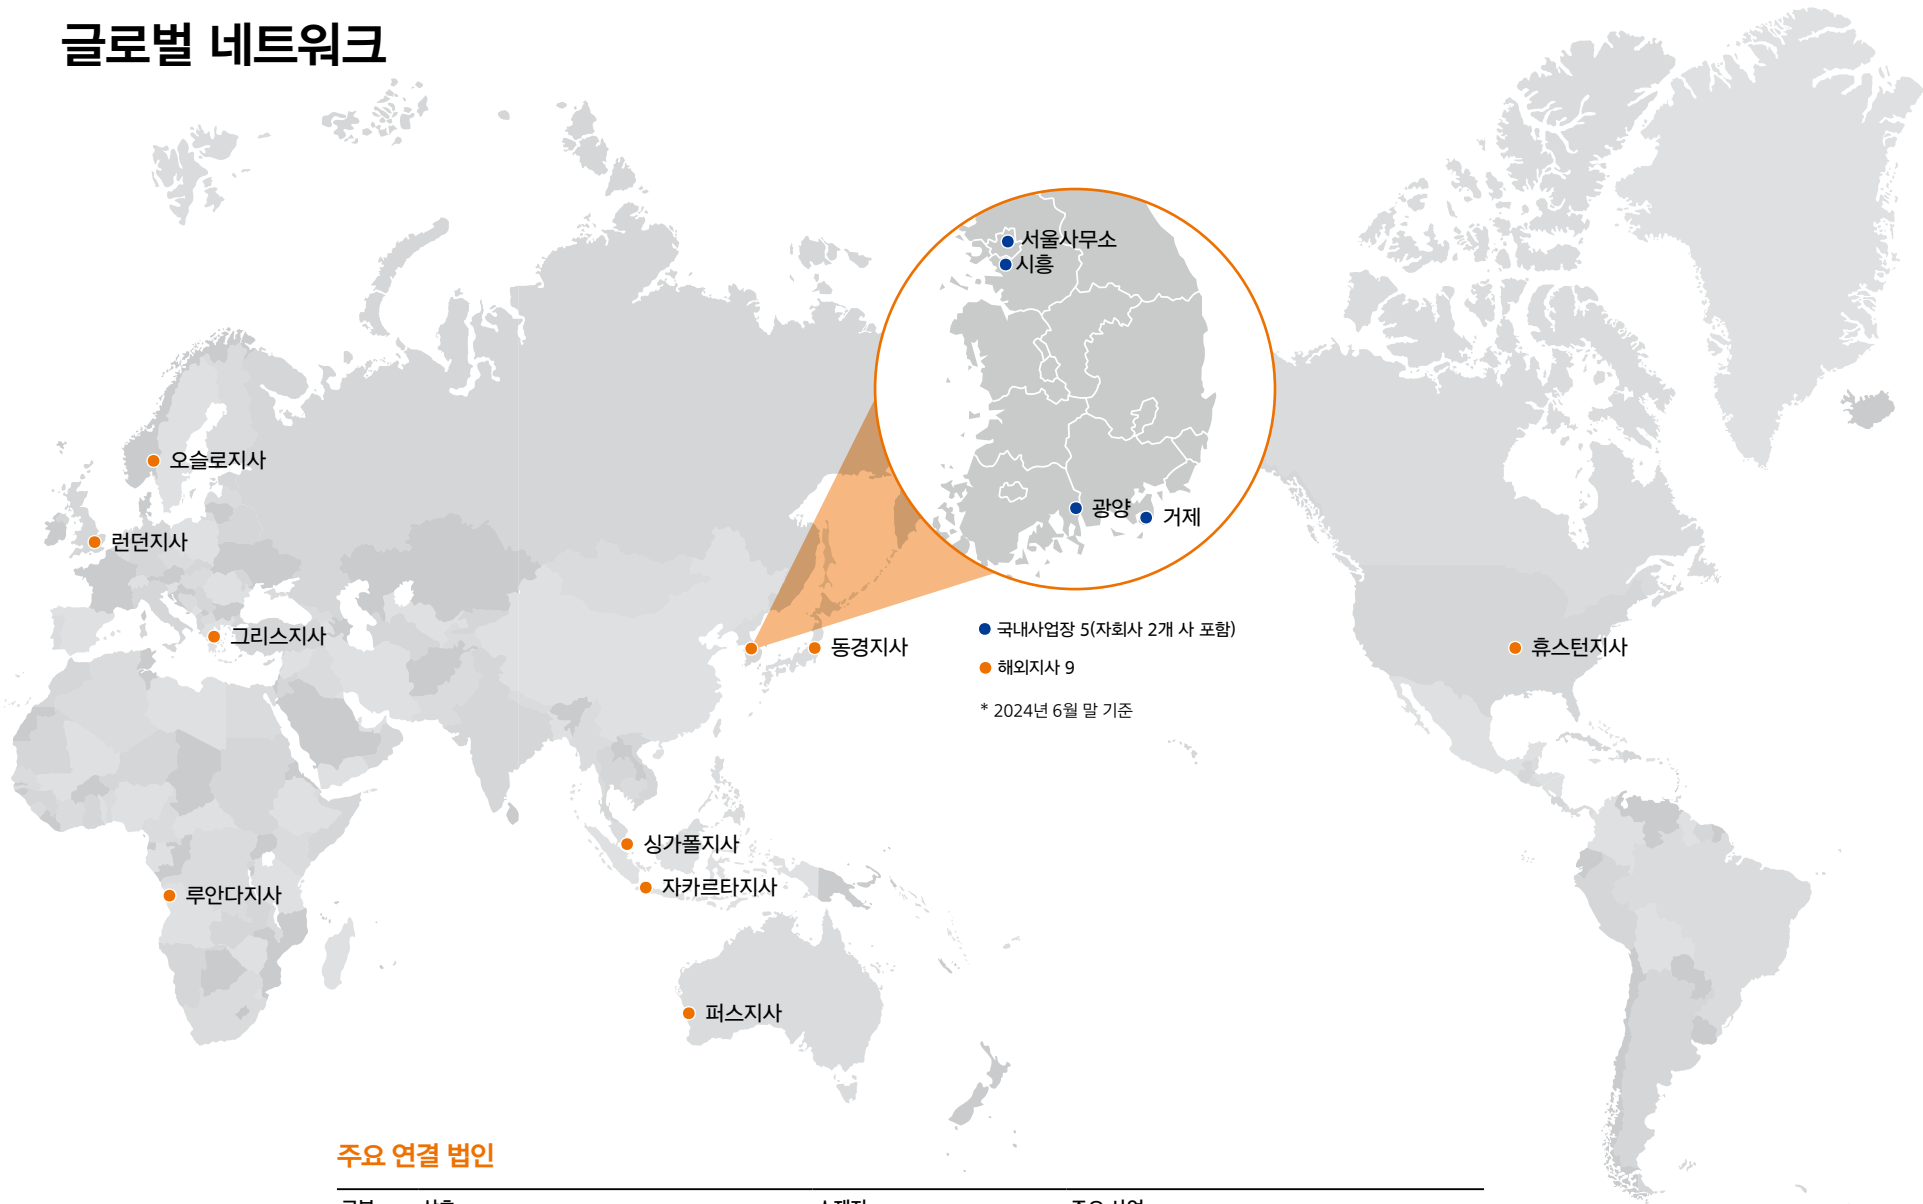 글로벌 네트워크
서울사무소
시흥
광양
거제
오슬로지사
런던지사
그리스지사
동경지사
휴스턴지사
싱가폴지사
자카르타지사
루안다지사
퍼스지사
국내사업장 5(자회사 2개 사 포함)
해외지사 9
* 2024년 6월 말 기준
주요 연결 법인